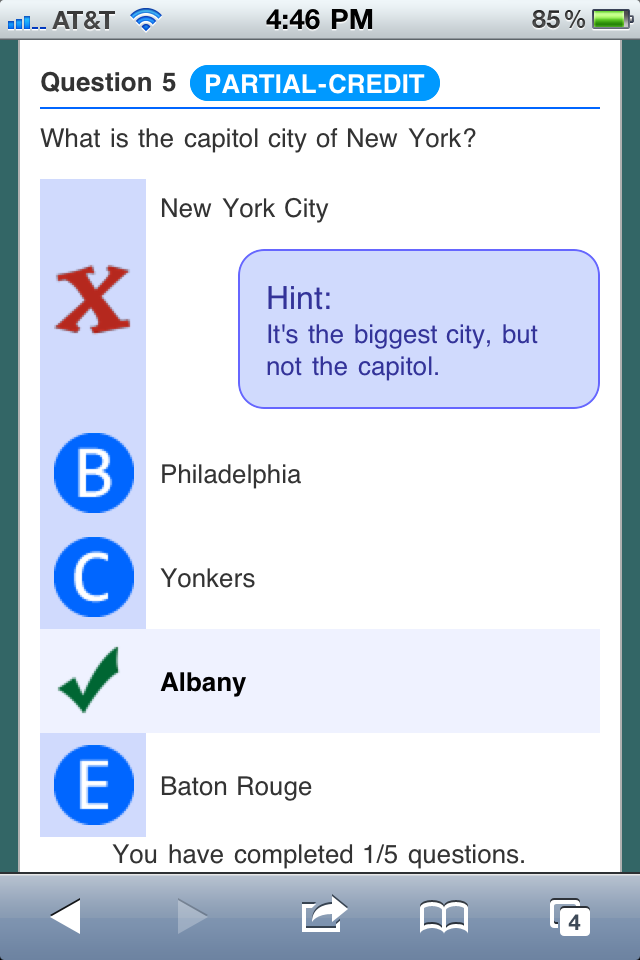 AT&T 4:46 PM 85%
Question 5 PARTIAL-CREDIT
What is the capitol city of New York?
New York City
X
Hint:
It's the biggest city, but
not the capitol.
B Philadelphia
C Yonkers
Albany
E Baton Rouge
You have completed 1/5 questions.
4